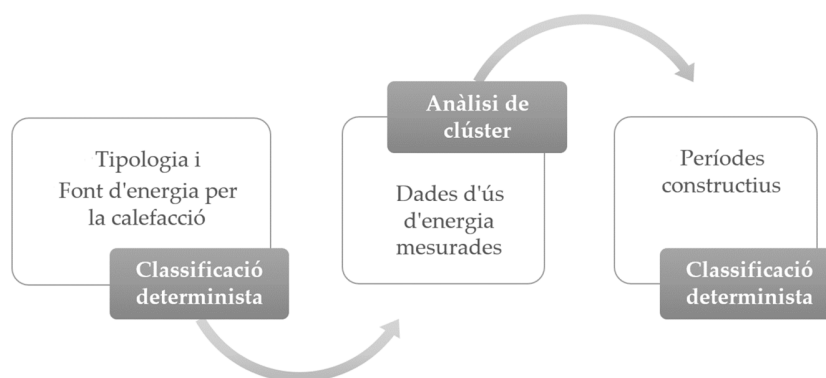 Tipologia i
Font d'energia per
la calefacció
Classificació
determinista
Anàlisi de
clúster
Dades d'ús
d'energia
mesurades
Períodes
constructius
Classificació
determinista